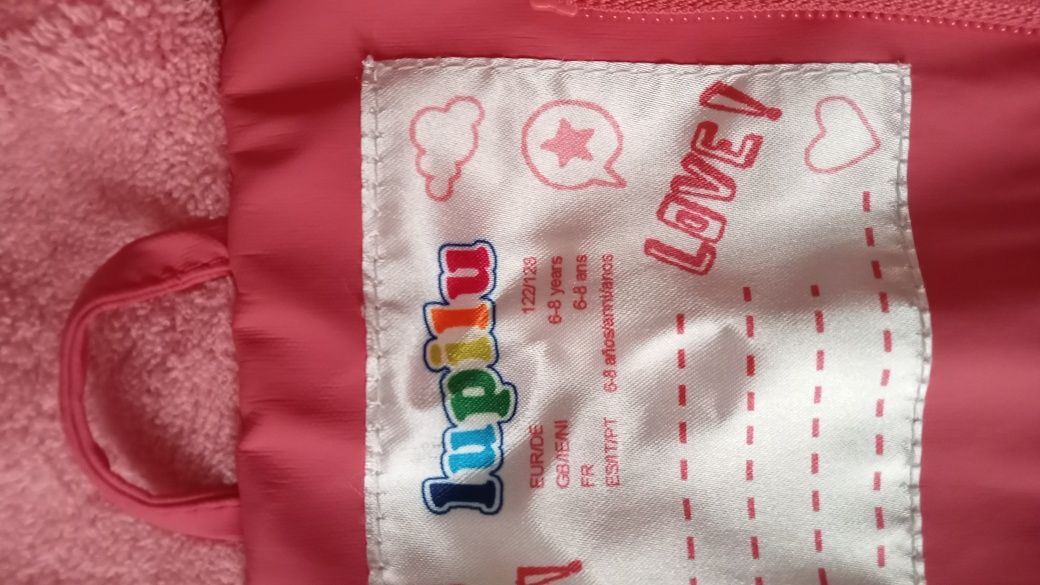 lupilu
EUR/DE 122/128
GB/IE/NI 6-8 years
FR 6-8 ans
ES/IT/PT 6-8 años/anni/anos
LOVE!